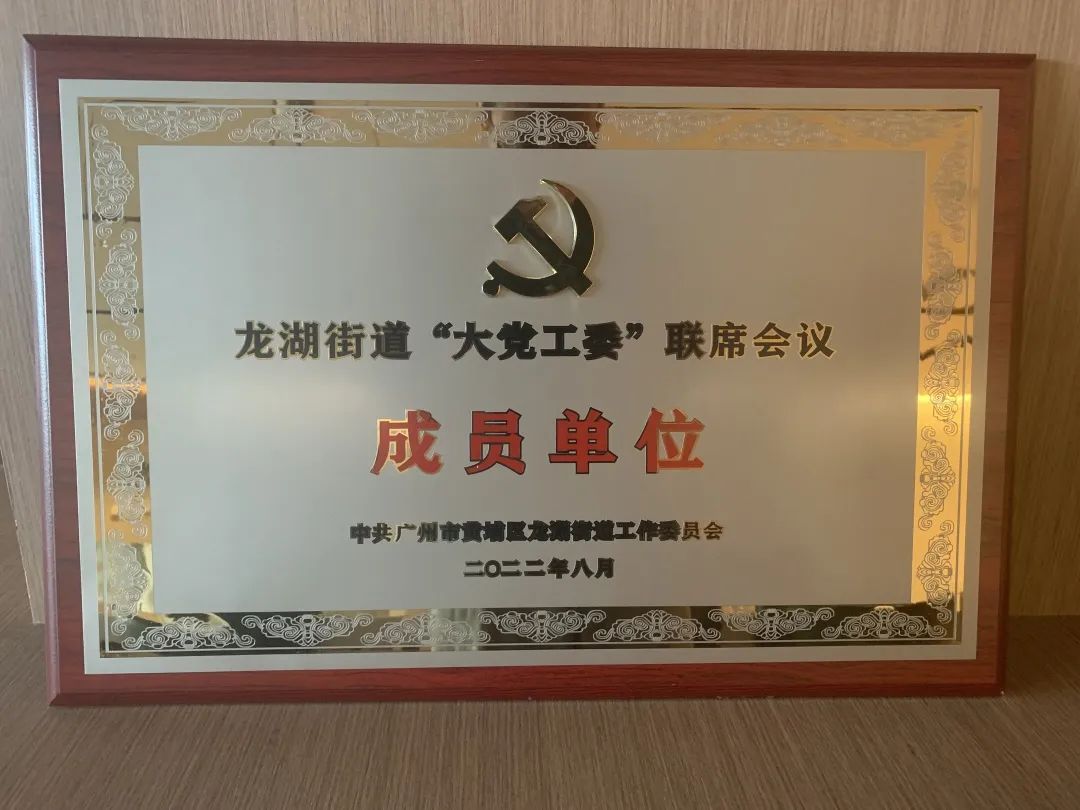 龙湖街道“大党工委”联席会议
成员单位
中共广州市黄埔区龙湖街道工作委员会
二〇二二年八月